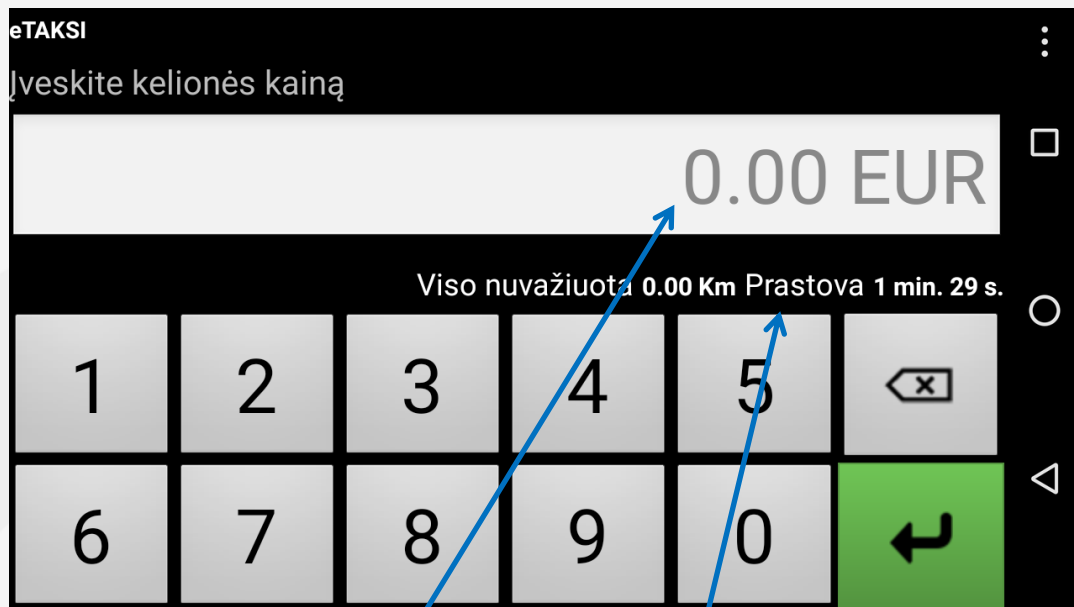 eTAKSI
Įveskite kelionės kainą
0.00 EUR
Viso nuvažiuota 0.00 Km Prastova 1 min. 29 s.
1 2 3 4 5
6 7 8 9 0